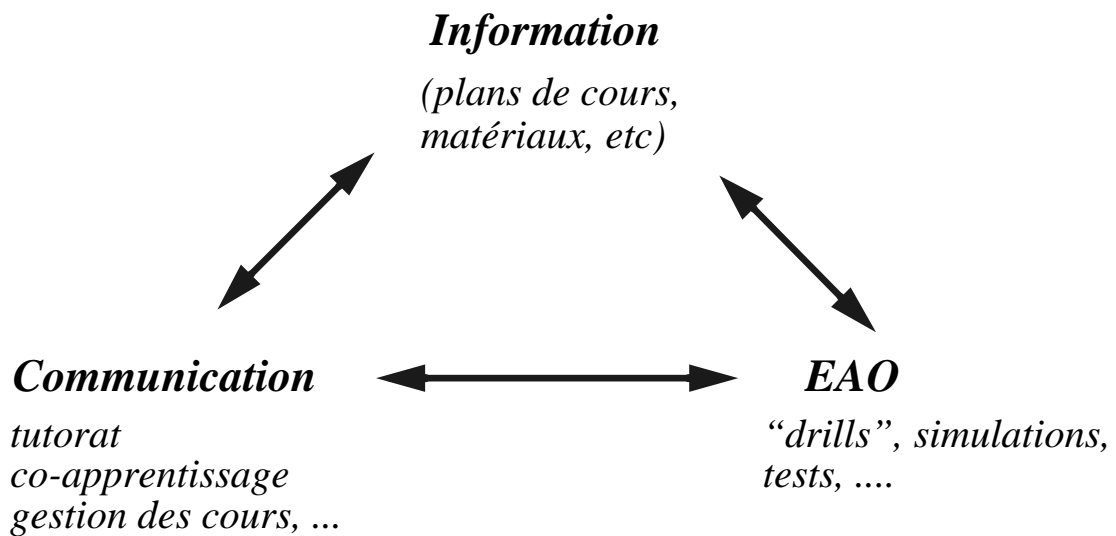 Information
(plans de cours,
matériaux, etc)
Communication
tutorat
co-apprentissage
gestion des cours, ...
EAO
“drills”, simulations,
tests, ....